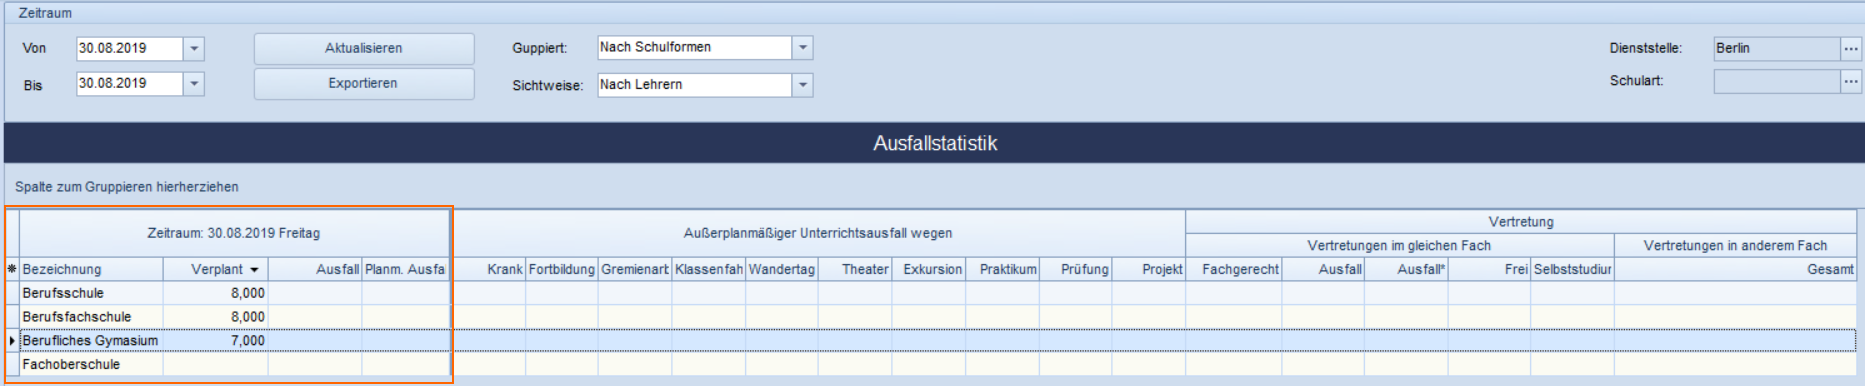 Zeitraum
Von 30.08.2019 Aktualisieren Guppiert: Nach Schulformen Dienststelle: Berlin ...
Bis 30.08.2019 Exportieren Sichtweise: Nach Lehrern Schulart: ...
Ausfallstatistik
Spalte zum Gruppieren hierherziehen
Zeitraum: 30.08.2019 Freitag Außerplanmäßiger Unterrichtsausfall wegen Vertretung
Vertretungen im gleichen Fach Vertretungen in anderem Fach
Bezeichnung Verplant Ausfall Planm. Ausfa Krank Fortbildung Gremienart Klassenfah Wandertag Theater Exkursion Praktikum Prüfung Projekt Fachgerecht Ausfall Ausfall* Frei Selbststudiur Gesamt
Berufsschule 8,000
Berufsfachschule 8,000
Berufliches Gymasium 7,000
Fachoberschule